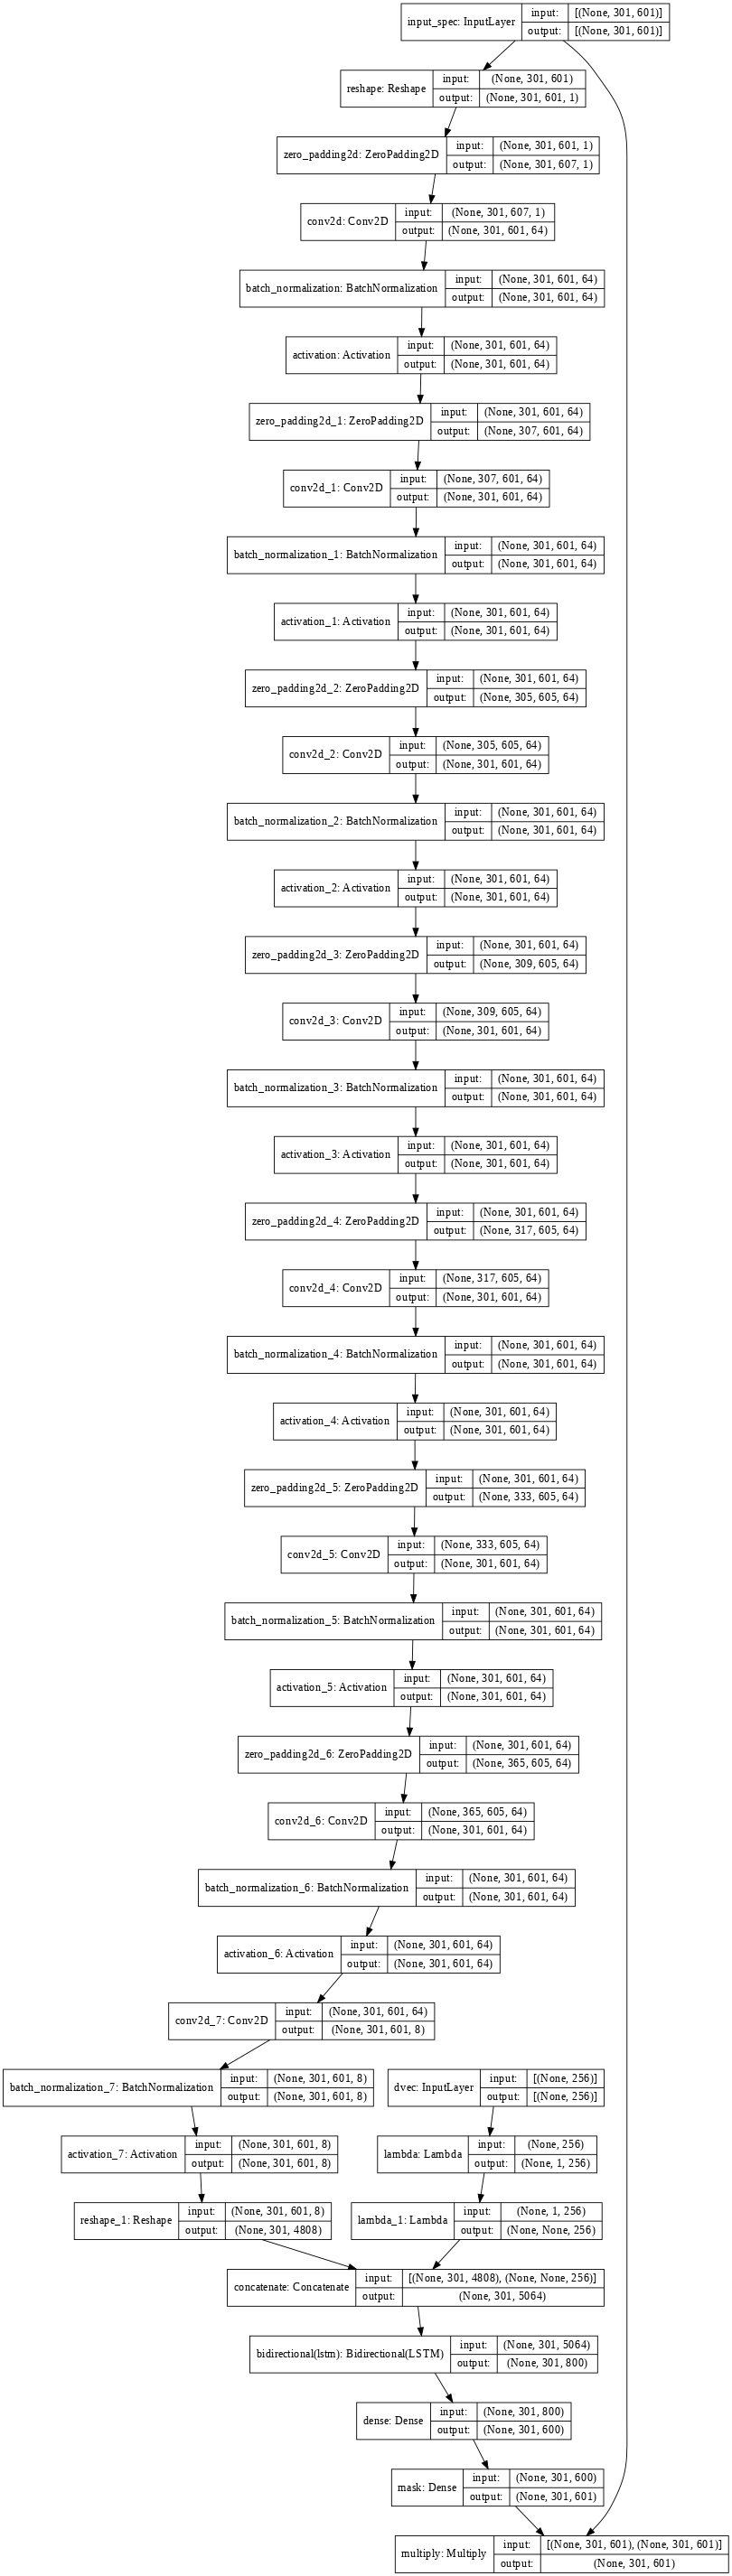 input_spec: InputLayer
input: [(None, 301, 601)]
output: [(None, 301, 601)]
reshape: Reshape
input: (None, 301, 601)
output: (None, 301, 601, 1)
zero_padding2d: ZeroPadding2D
input: (None, 301, 601, 1)
output: (None, 301, 607, 1)
conv2d: Conv2D
input: (None, 301, 607, 1)
output: (None, 301, 601, 64)
batch_normalization: BatchNormalization
input: (None, 301, 601, 64)
output: (None, 301, 601, 64)
activation: Activation
input: (None, 301, 601, 64)
output: (None, 301, 601, 64)
zero_padding2d_1: ZeroPadding2D
input: (None, 301, 601, 64)
output: (None, 307, 601, 64)
conv2d_1: Conv2D
input: (None, 307, 601, 64)
output: (None, 301, 601, 64)
batch_normalization_1: BatchNormalization
input: (None, 301, 601, 64)
output: (None, 301, 601, 64)
activation_1: Activation
input: (None, 301, 601, 64)
output: (None, 301, 601, 64)
zero_padding2d_2: ZeroPadding2D
input: (None, 301, 601, 64)
output: (None, 305, 605, 64)
conv2d_2: Conv2D
input: (None, 305, 605, 64)
output: (None, 301, 601, 64)
batch_normalization_2: BatchNormalization
input: (None, 301, 601, 64)
output: (None, 301, 601, 64)
activation_2: Activation
input: (None, 301, 601, 64)
output: (None, 301, 601, 64)
zero_padding2d_3: ZeroPadding2D
input: (None, 301, 601, 64)
output: (None, 309, 605, 64)
conv2d_3: Conv2D
input: (None, 309, 605, 64)
output: (None, 301, 601, 64)
batch_normalization_3: BatchNormalization
input: (None, 301, 601, 64)
output: (None, 301, 601, 64)
activation_3: Activation
input: (None, 301, 601, 64)
output: (None, 301, 601, 64)
zero_padding2d_4: ZeroPadding2D
input: (None, 301, 601, 64)
output: (None, 317, 605, 64)
conv2d_4: Conv2D
input: (None, 317, 605, 64)
output: (None, 301, 601, 64)
batch_normalization_4: BatchNormalization
input: (None, 301, 601, 64)
output: (None, 301, 601, 64)
activation_4: Activation
input: (None, 301, 601, 64)
output: (None, 301, 601, 64)
zero_padding2d_5: ZeroPadding2D
input: (None, 301, 601, 64)
output: (None, 333, 605, 64)
conv2d_5: Conv2D
input: (None, 333, 605, 64)
output: (None, 301, 601, 64)
batch_normalization_5: BatchNormalization
input: (None, 301, 601, 64)
output: (None, 301, 601, 64)
activation_5: Activation
input: (None, 301, 601, 64)
output: (None, 301, 601, 64)
zero_padding2d_6: ZeroPadding2D
input: (None, 301, 601, 64)
output: (None, 365, 605, 64)
conv2d_6: Conv2D
input: (None, 365, 605, 64)
output: (None, 301, 601, 64)
batch_normalization_6: BatchNormalization
input: (None, 301, 601, 64)
output: (None, 301, 601, 64)
activation_6: Activation
input: (None, 301, 601, 64)
output: (None, 301, 601, 64)
conv2d_7: Conv2D
input: (None, 301, 601, 64)
output: (None, 301, 601, 8)
batch_normalization_7: BatchNormalization
input: (None, 301, 601, 8)
output: (None, 301, 601, 8)
dvec: InputLayer
input: [(None, 256)]
output: [(None, 256)]
activation_7: Activation
input: (None, 301, 601, 8)
output: (None, 301, 601, 8)
lambda: Lambda
input: (None, 256)
output: (None, 1, 256)
reshape_1: Reshape
input: (None, 301, 601, 8)
output: (None, 301, 4808)
lambda_1: Lambda
input: (None, 1, 256)
output: (None, None, 256)
concatenate: Concatenate
input: [(None, 301, 4808), (None, None, 256)]
output: (None, 301, 5064)
bidirectional(lstm): Bidirectional(LSTM)
input: (None, 301, 5064)
output: (None, 301, 800)
dense: Dense
input: (None, 301, 800)
output: (None, 301, 600)
mask: Dense
input: (None, 301, 600)
output: (None, 301, 601)
multiply: Multiply
input: [(None, 301, 601), (None, 301, 601)]
output: (None, 301, 601)